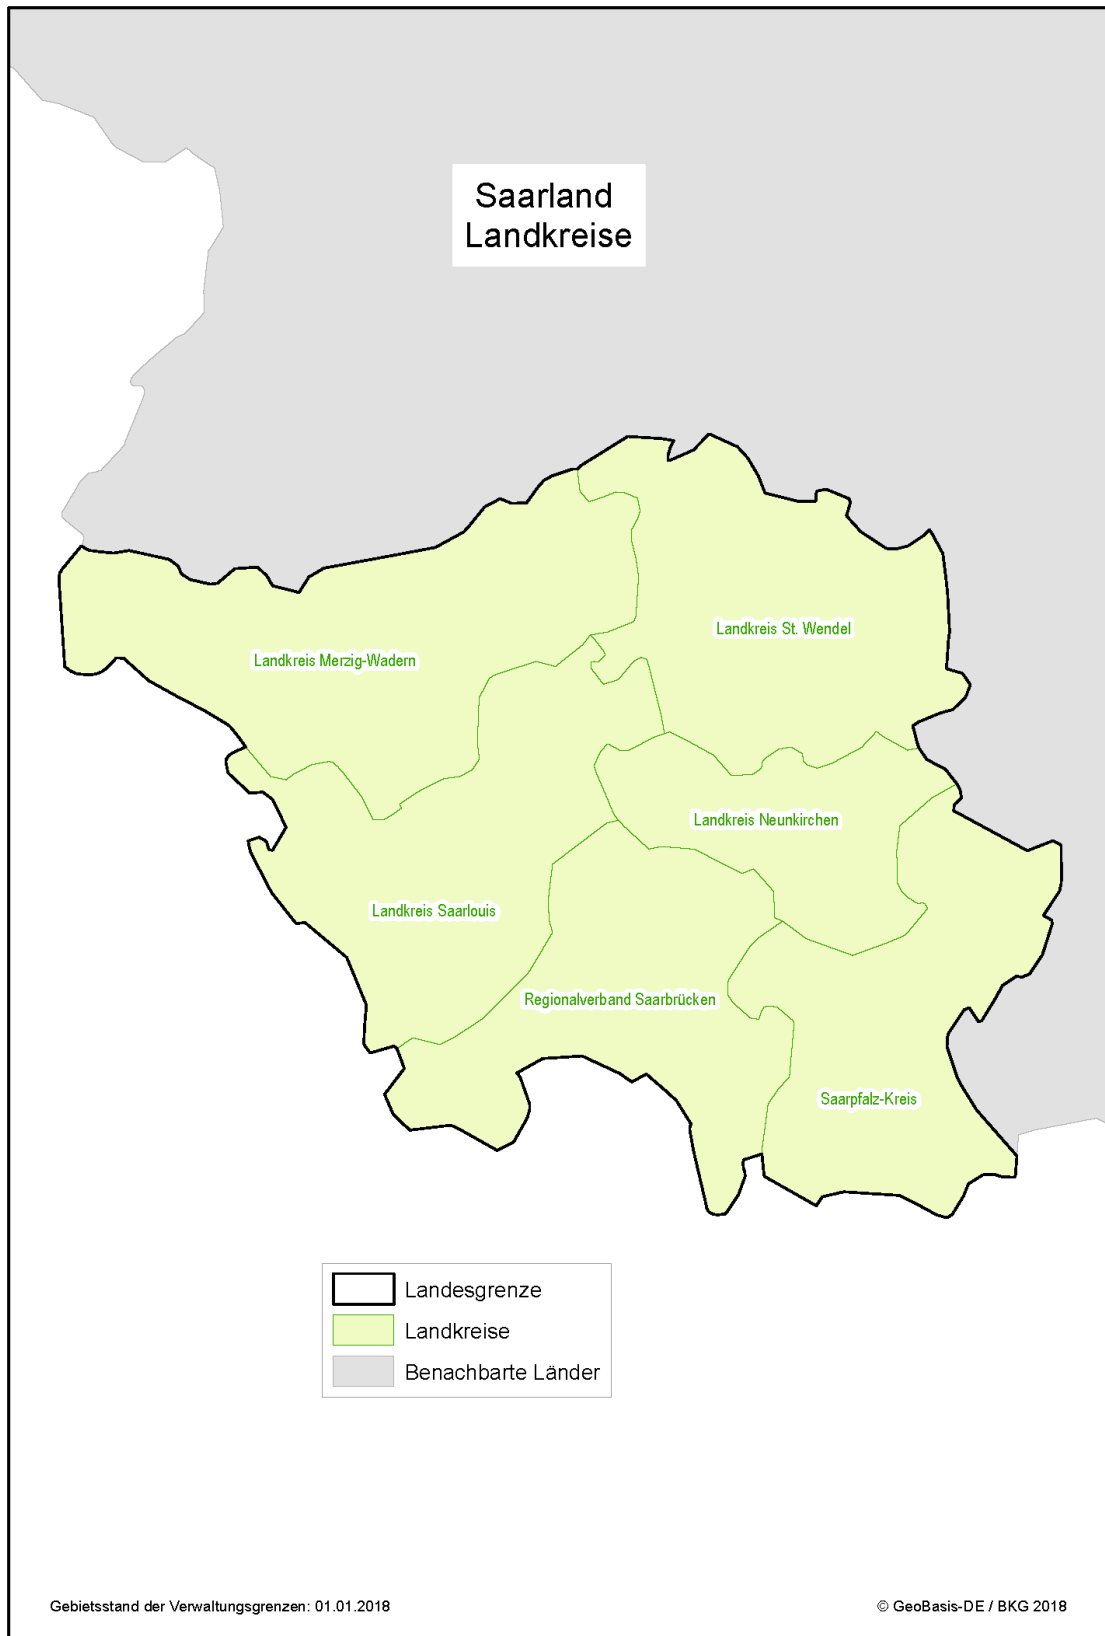 Saarland
Landkreise
Landkreis St. Wendel
Landkreis Merzig-Wadern
Landkreis Neunkirchen
Landkreis Saarlouis
Regionalverband Saarbrücken
Saarpfalz-Kreis
Landesgrenze
Landkreise
Benachbarte Länder
Gebietsstand der Verwaltungsgrenzen: 01.01.2018
© GeoBasis-DE / BKG 2018